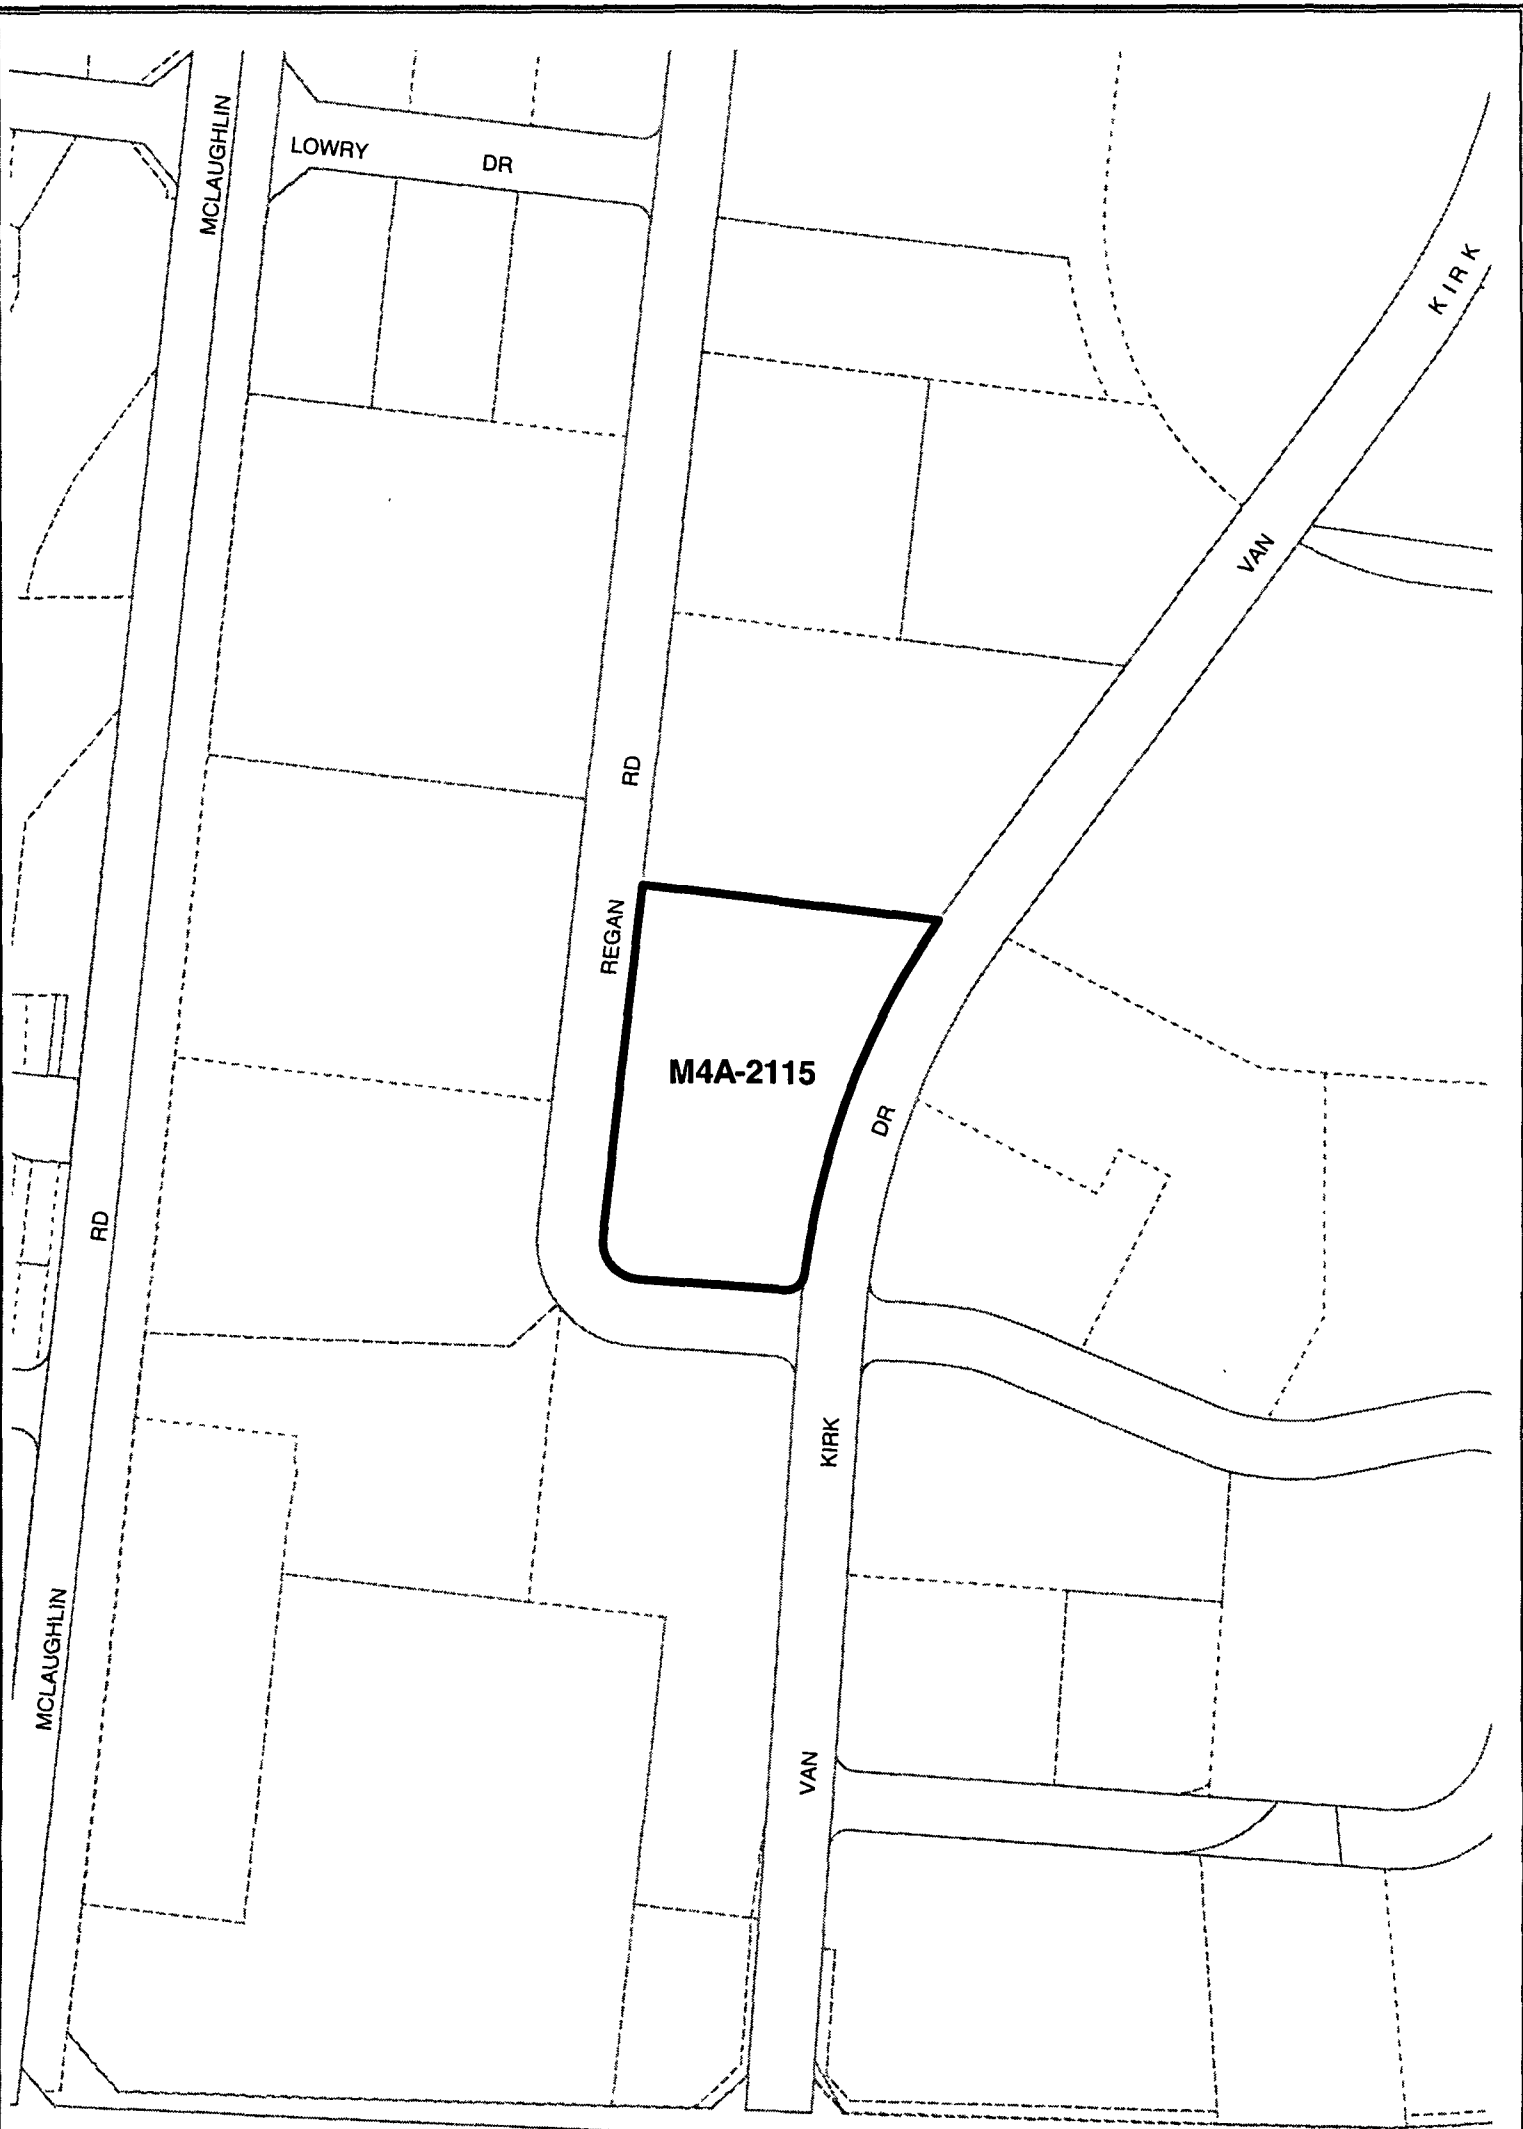 MCLAUGHLIN
LOWRY DR
KIRK
VAN
RD
REGAN
M4A-2115
DR
RD
KIRK
MCLAUGHLIN
VAN